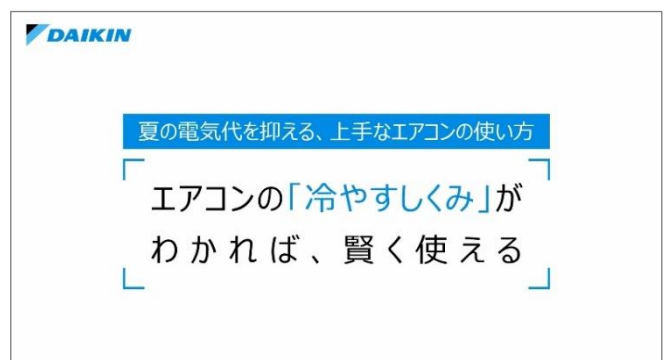 DAIKIN
夏の電気代を抑える、上手なエアコンの使い方
エアコンの「冷やすしくみ」が
わかれば、賢く使える